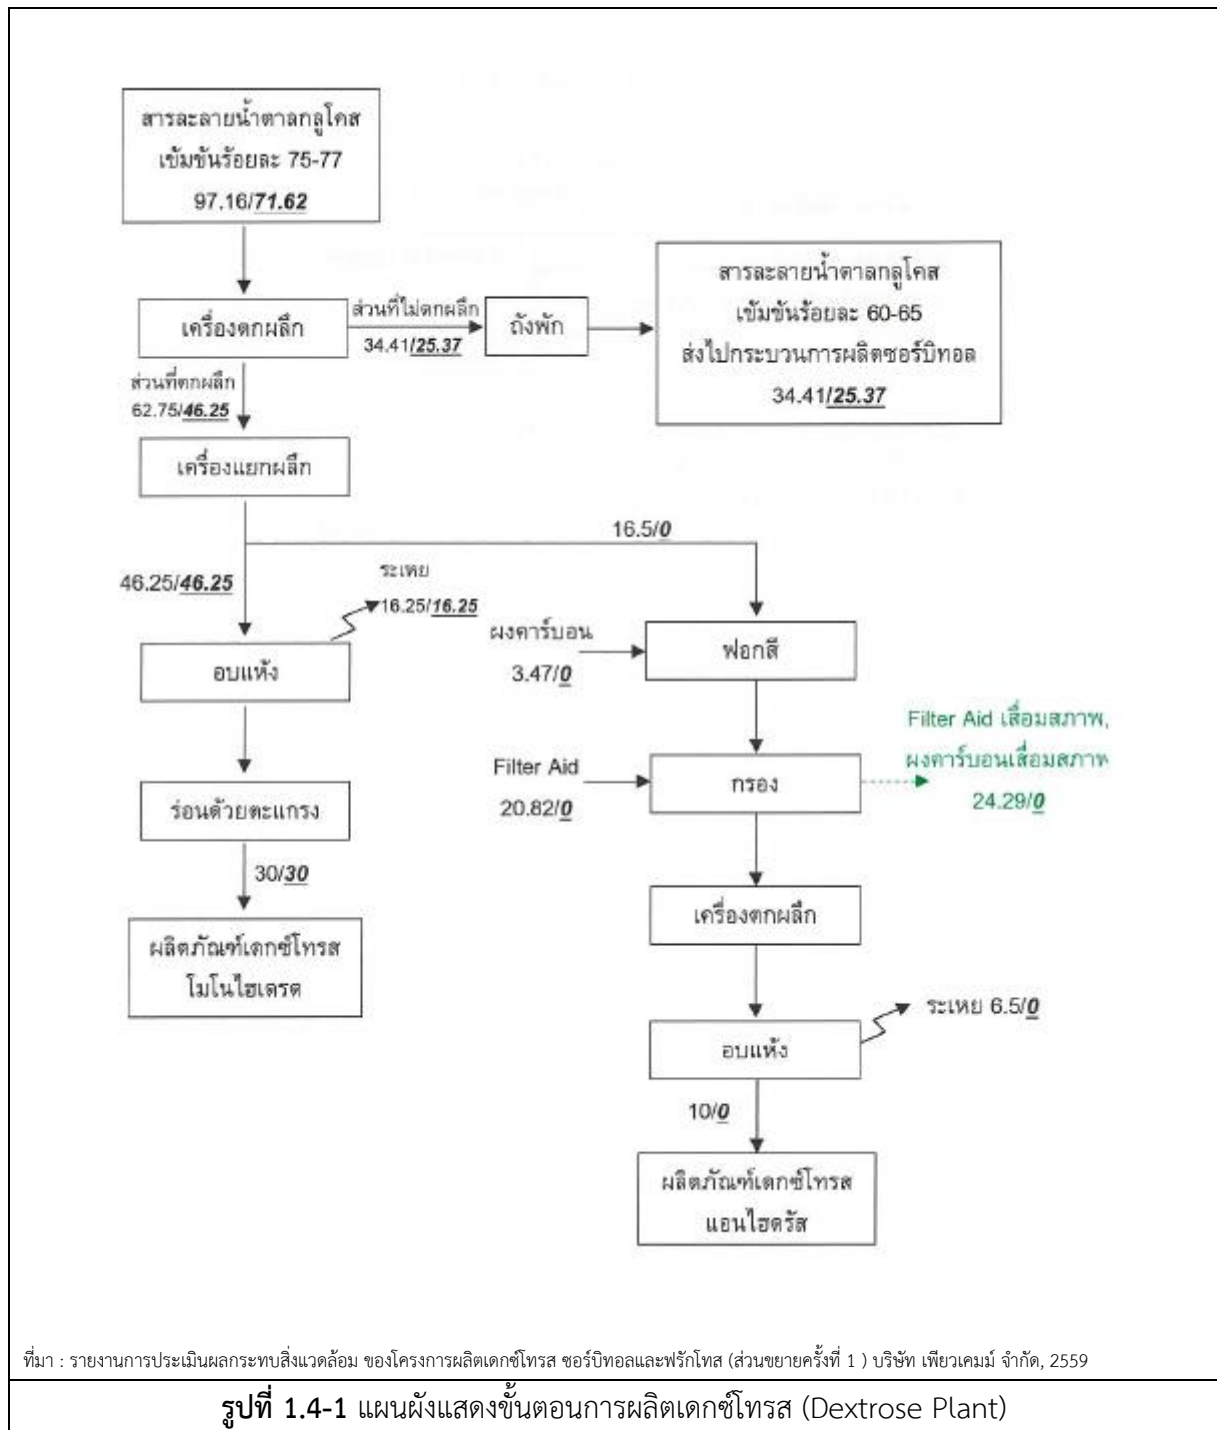 สารละลายน้ำตาลกลูโคส
เข้มข้นร้อยละ 75-77
97.16/71.62
สารละลายน้ำตาลกลูโคส
เข้มข้นร้อยละ 60-65
ส่งไปกระบวนการผลิตซอร์บิทอล
34.41/25.37
เครื่องตกผลึก
ส่วนที่ไม่ตกผลึก
34.41/25.37
ถังพัก
ส่วนที่ตกผลึก
62.75/46.25
เครื่องแยกผลึก
16.5/0
46.25/46.25
ระเหย
16.25/16.25
อบแห้ง
ผงคาร์บอน
3.47/0
ฟอกสี
Filter Aid
20.82/0
กรอง
Filter Aid เสื่อมสภาพ,
ผงคาร์บอนเสื่อมสภาพ
24.29/0
ร่อนด้วยตะแกรง
30/30
ผลิตภัณฑ์เดกซ์โทรส
โมโนไฮเดรต
เครื่องตกผลึก
อบแห้ง
ระเหย 6.5/0
10/0
ผลิตภัณฑ์เดกซ์โทรส
แอนไฮดรัส
ที่มา : รายงานการประเมินผลกระทบสิ่งแวดล้อม ของโครงการผลิตเดกซ์โทรส ซอร์บิทอลและฟรักโทส (ส่วนขยายครั้งที่ 1 ) บริษัท เพียวเคมม์ จำกัด, 2559
รูปที่ 1.4-1 แผนผังแสดงขั้นตอนการผลิตเดกซ์โทรส (Dextrose Plant)